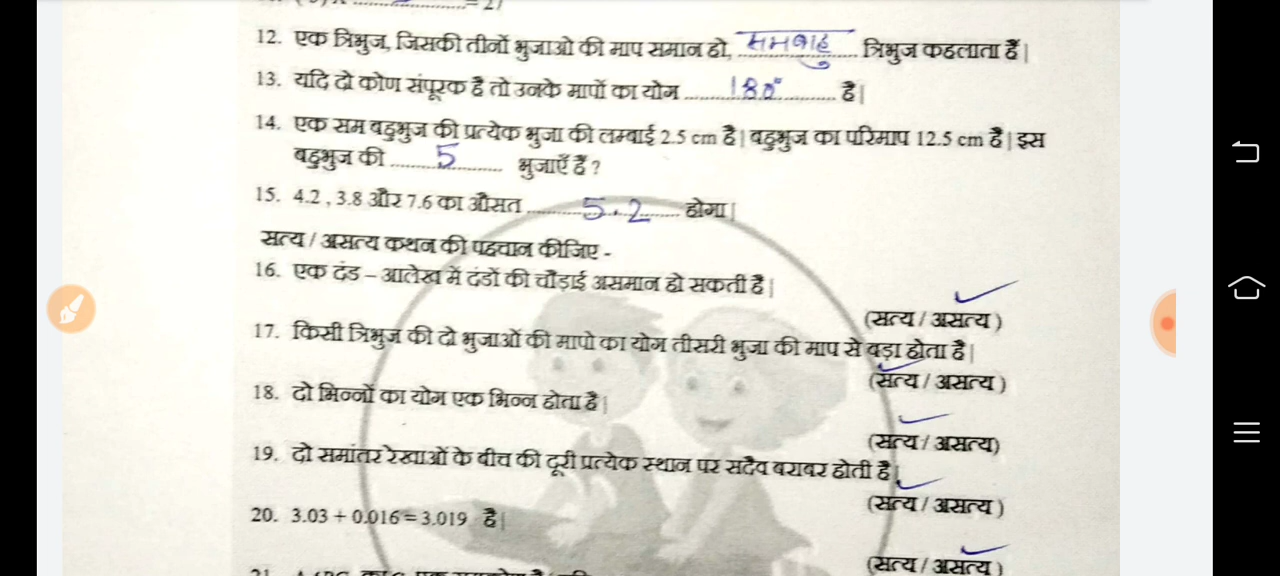 = 27
12. एक त्रिभुज, जिसकी तीनों भुजाओ की माप समान हो, समबाहु त्रिभुज कहलाता हैं|
13. यदि दो कोण संपूरक है तो उनके मापों का योग 180° है|
14. एक सम बहुभुज की प्रत्येक भुजा की लम्बाई 2.5 cm है| बहुभुज का परिमाप 12.5 cm है| इस
बहुभुज की 5 भुजाएँ हैं ?
15. 4.2 , 3.8 और 7.6 का औसत 5.2 होगा|
सत्य / असत्य कथन की पहचान कीजिए -
16. एक दंड – आलेख में दंडों की चौड़ाई असमान हो सकती है|
(सत्य / असत्य )
17. किसी त्रिभुज की दो भुजाओं की मापो का योग तीसरी भुजा की माप से बड़ा होता है|
(सत्य / असत्य )
18. दो भिन्नों का योग एक भिन्न होता है|
(सत्य / असत्य)
19. दो समांतर रेखाओं के बीच की दूरी प्रत्येक स्थान पर सदैव बराबर होती है|
(सत्य / असत्य )
20. 3.03 + 0.016 = 3.019 है|
(सत्य / असत्य )